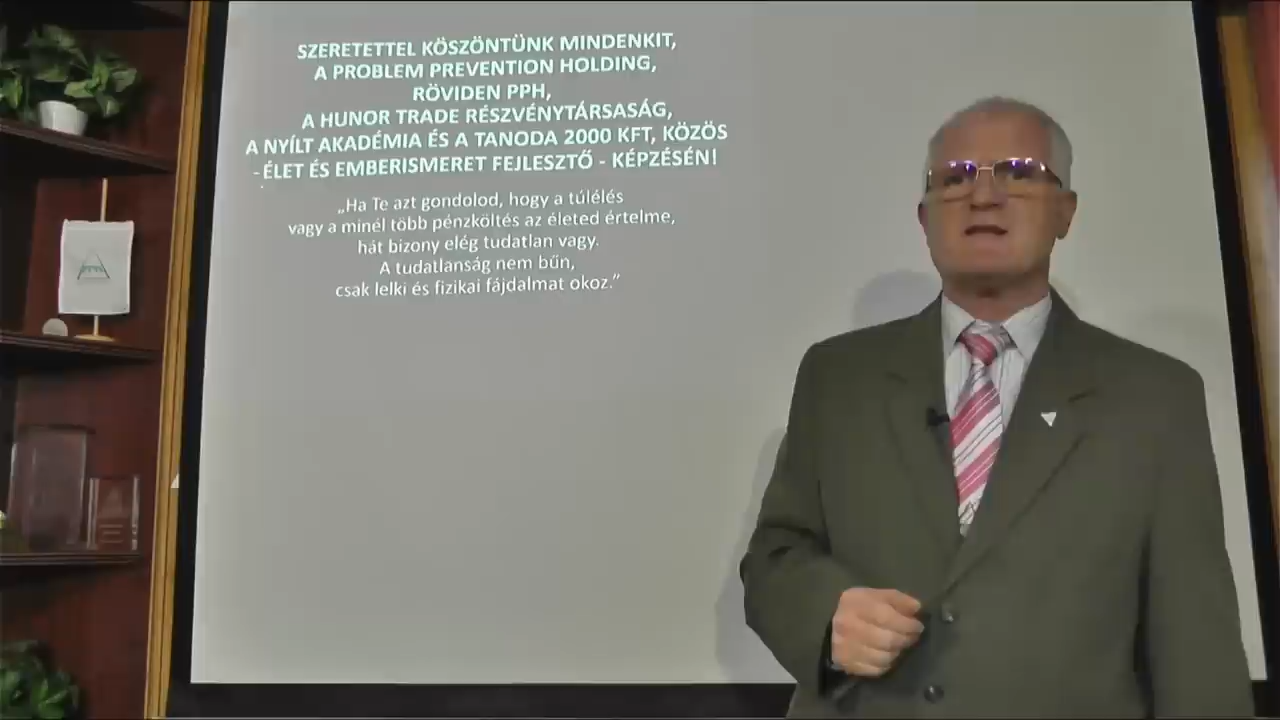 SZERETETTEL KÖSZÖNTÜNK MINDENKIT,
A PROBLEM PREVENTION HOLDING,
RÖVIDEN PPH,
A HUNOR TRADE RÉSZVÉNYTÁRSASÁG,
A NYÍLT AKADÉMIA ÉS A TANODA 2000 KFT, KÖZÖS
- ÉLET ÉS EMBERISMERET FEJLESZTŐ - KÉPZÉSÉN!
„Ha Te azt gondolod, hogy a túlélés
vagy a minél több pénzköltés az életed értelme,
hát bizony elég tudatlan vagy.
A tudatlanság nem bűn,
csak lelki és fizikai fájdalmat okoz.”